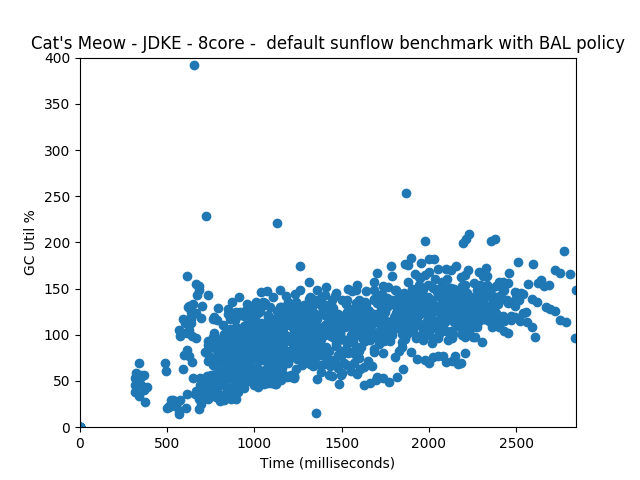 Cat's Meow - JDKE - 8core -  default sunflow benchmark with BAL policy
400
350
300
250
200
150
100
50
0
GC Util %
0 500 1000 1500 2000 2500
Time (milliseconds)